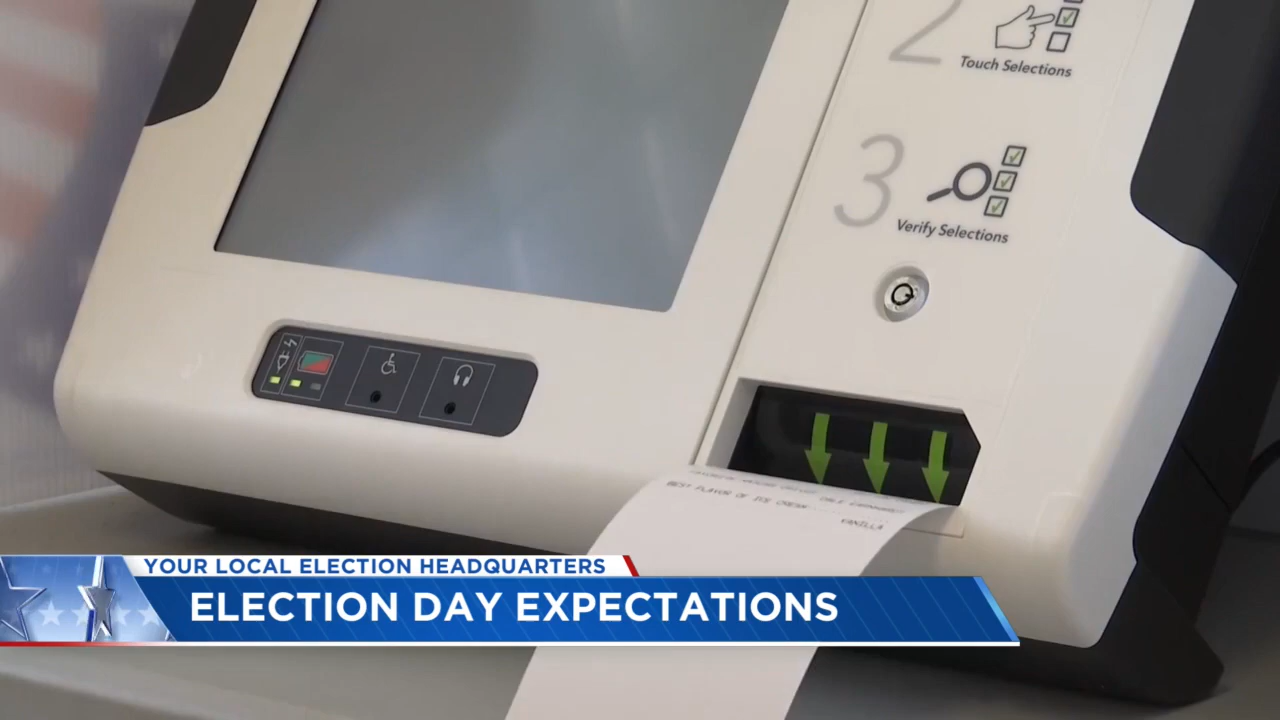 2
Touch Selections
3
Verify Selections
BEST FLAVOR OF ICE CREAM
VANILLA
YOUR LOCAL ELECTION HEADQUARTERS
ELECTION DAY EXPECTATIONS